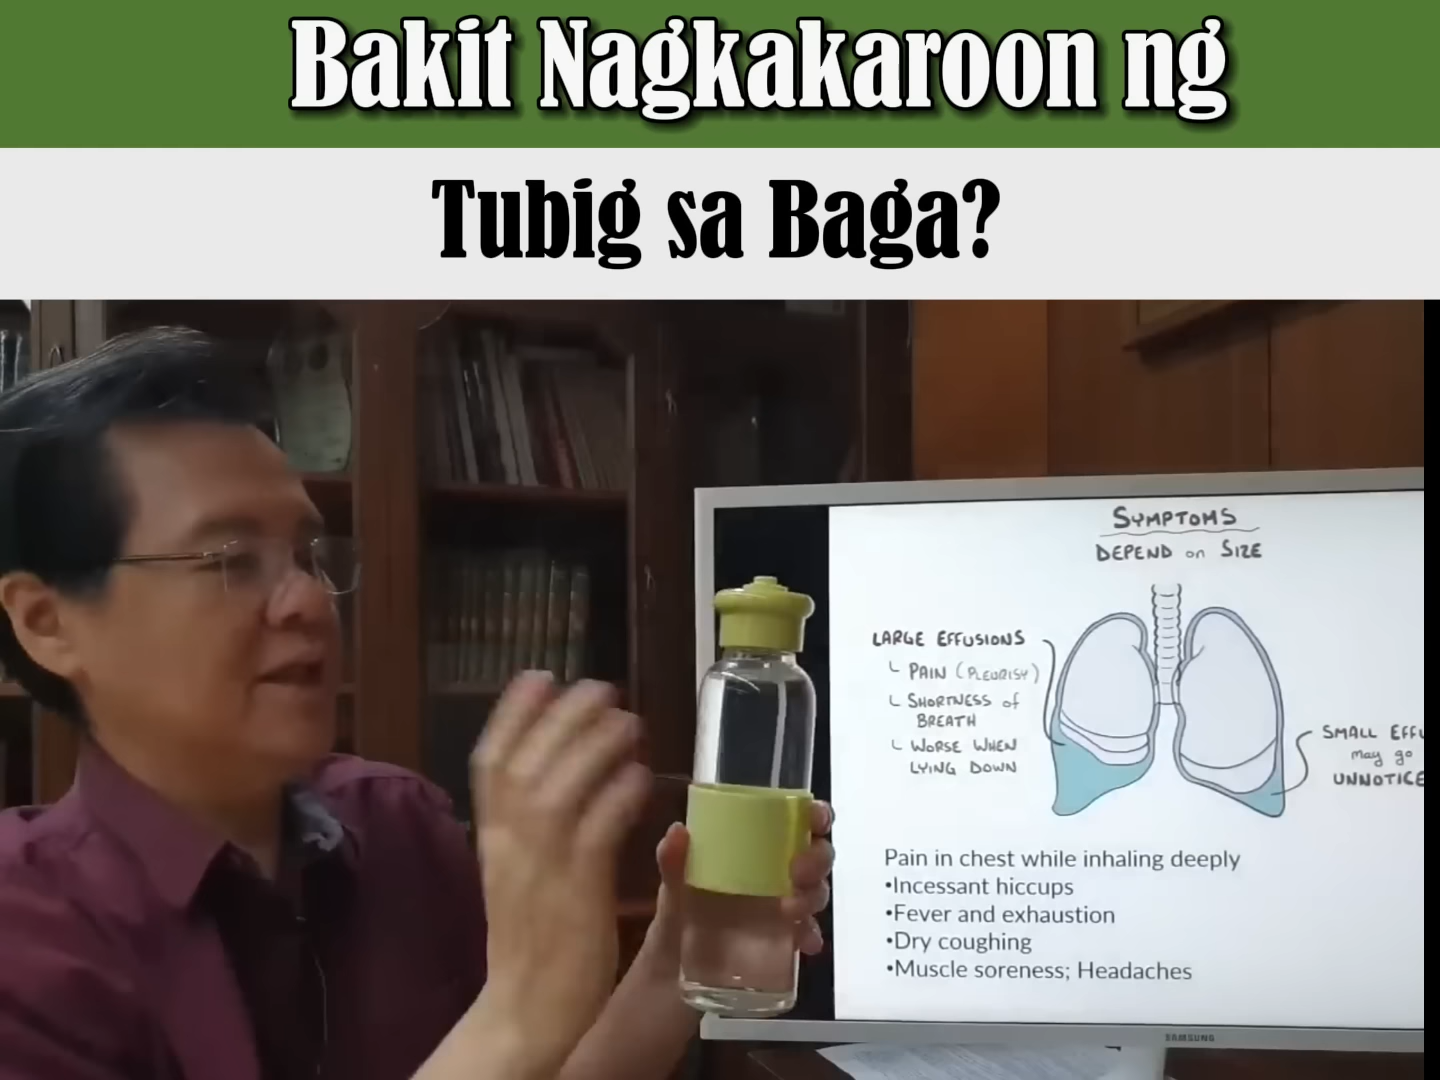 Bakit Nagkakaroon ng
Tubig sa Baga?
SYMPTOMS
DEPEND on SIZE
LARGE EFFUSIONS
PAIN (PLEURISY)
SHORTNESS of
BREATH
WORSE WHEN
LYING DOWN
SMALL EFFU
may go
UNNOTICE
Pain in chest while inhaling deeply
•Incessant hiccups
•Fever and exhaustion
•Dry coughing
•Muscle soreness; Headaches
SAMSUNG